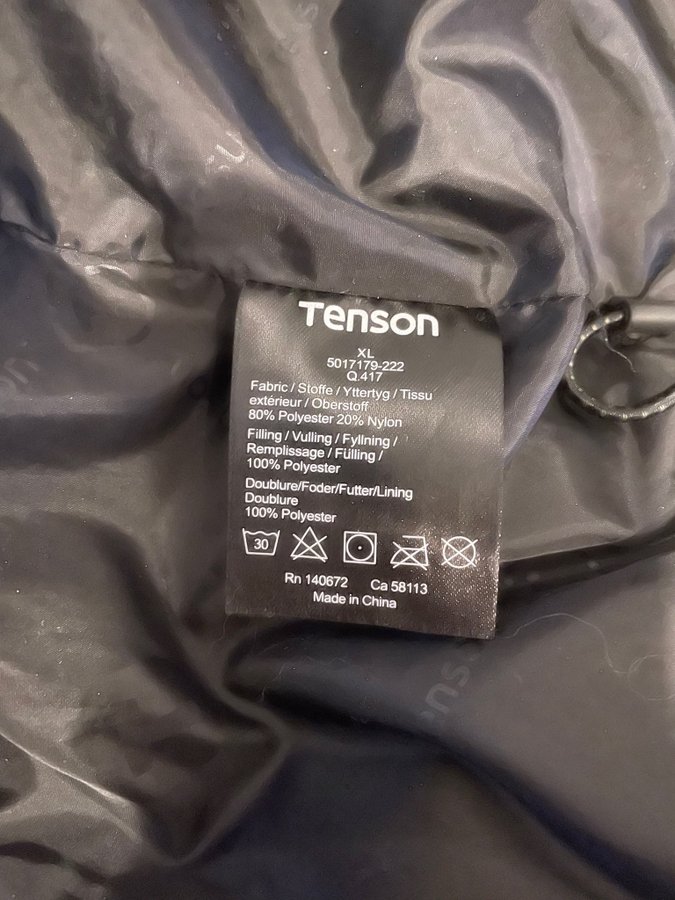 Tenson
XL
5017179-222
Q.417
Fabric / Stoffe / Yttertyg / Tissu
extérieur / Oberstoff
80% Polyester 20% Nylon
Filling / Vulling / Fyllning /
Remplissage / Fülling /
100% Polyester
Doublure/Foder/Futter/Lining
Doublure
100% Polyester
30
Rn 140672 Ca 58113
Made in China